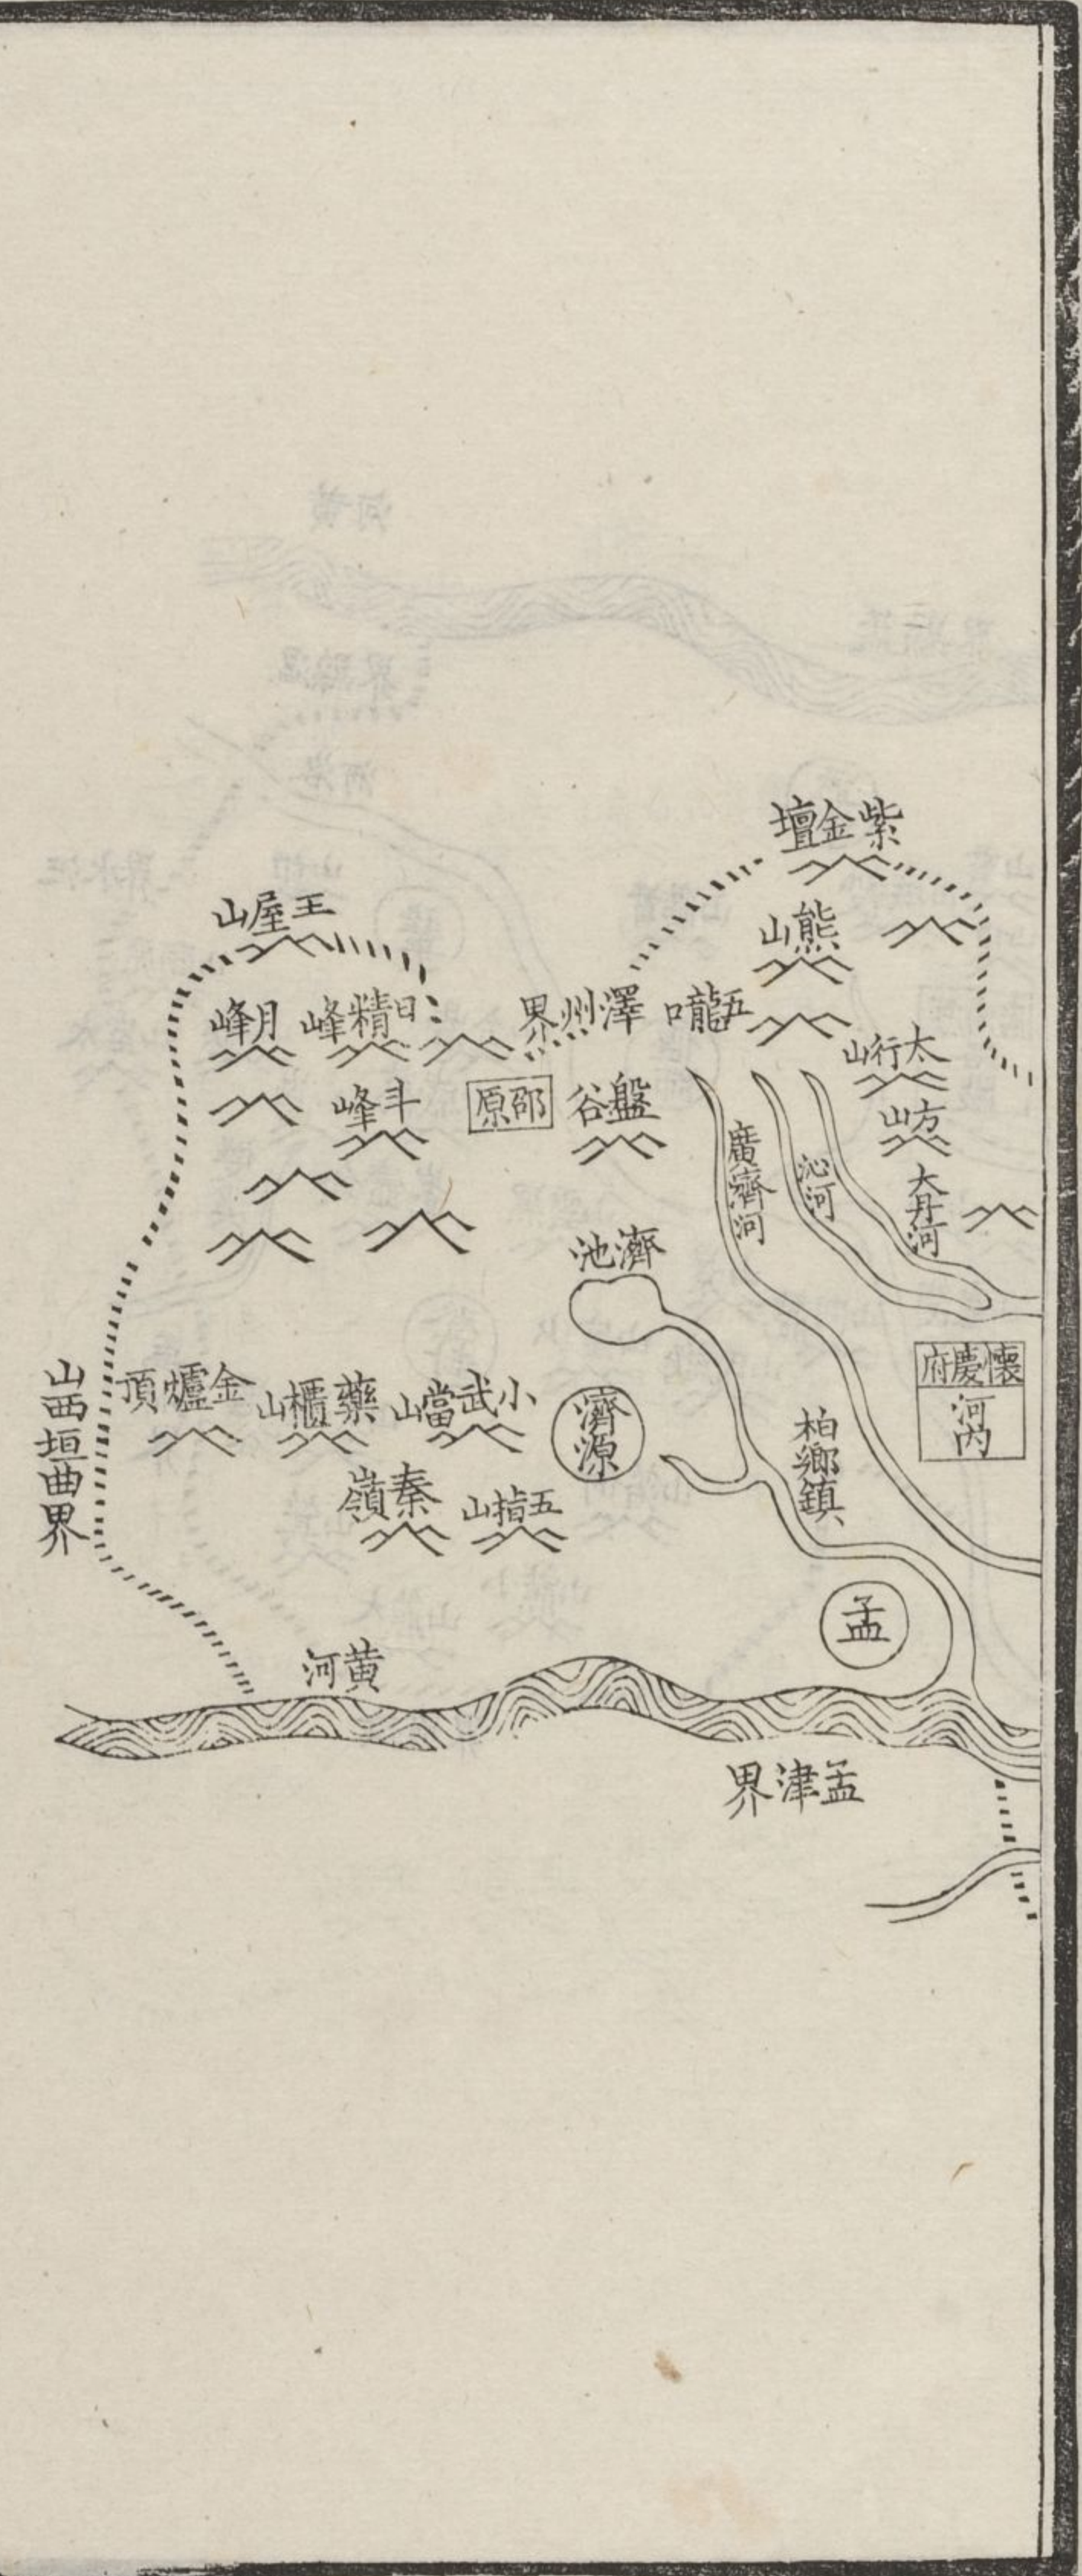 紫金壇
熊山
王屋山
五龍口
澤州界
日精峰
月峰
太行山
方山
斗峰
邵原
盤谷
廣濟河
沁河
大丹河
濟池
懷慶府
河内
山西垣曲界
金爐頂
藥櫃山
小武當山
濟源
柏鄉鎮
秦嶺
五指山
孟
黃河
孟津界